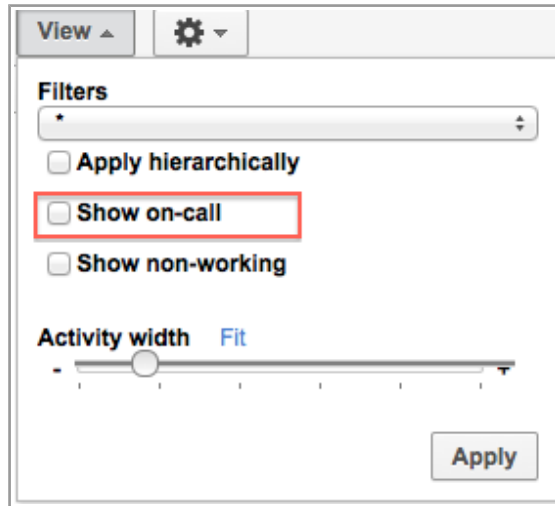 View
Filters
*
Apply hierarchically
Show on-call
Show non-working
Activity width Fit
- +
Apply